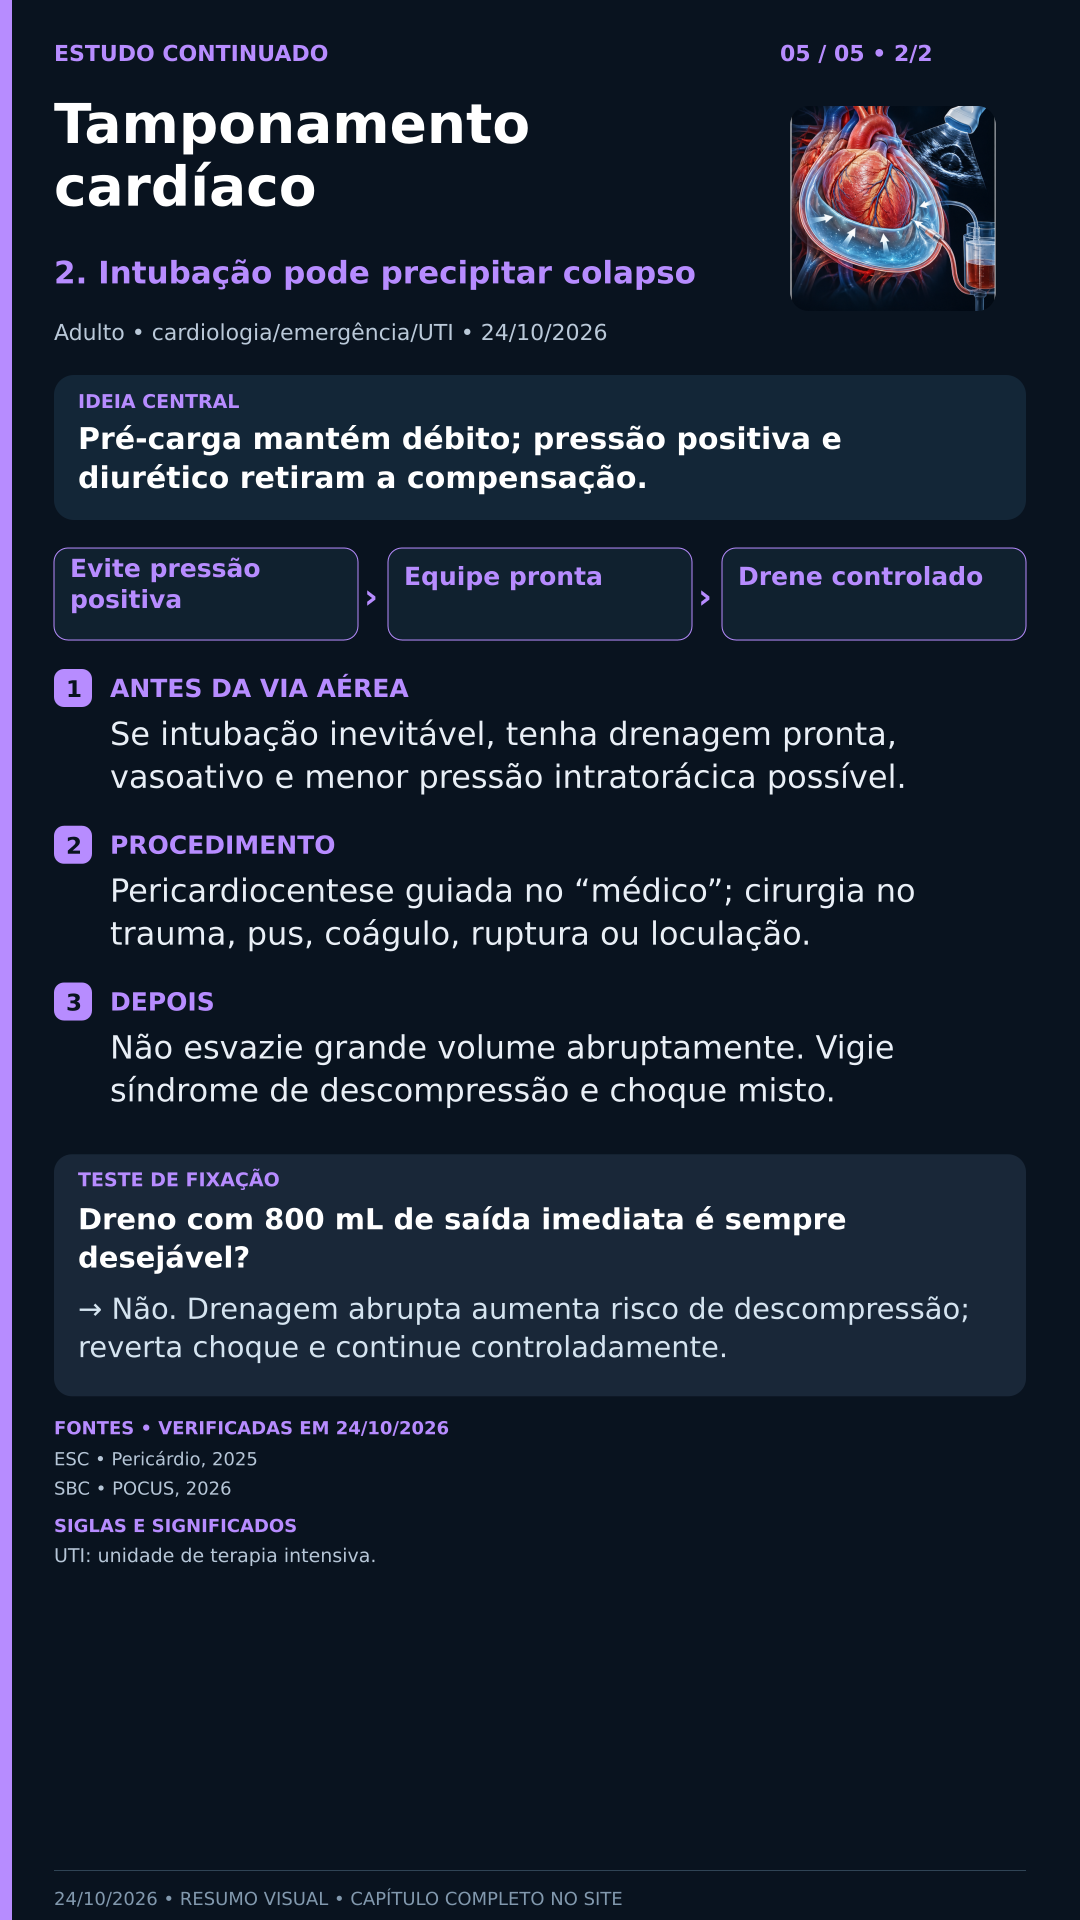 ESTUDO CONTINUADO
05 / 05 • 2/2
Tamponamento
cardíaco
2. Intubação pode precipitar colapso
Adulto • cardiologia/emergência/UTI • 24/10/2026
IDEIA CENTRAL
Pré-carga mantém débito; pressão positiva e
diurético retiram a compensação.
Evite pressão
positiva
›
Equipe pronta
›
Drene controlado
1 ANTES DA VIA AÉREA
Se intubação inevitável, tenha drenagem pronta,
vasoativo e menor pressão intratorácica possível.
2 PROCEDIMENTO
Pericardiocentese guiada no “médico”; cirurgia no
trauma, pus, coágulo, ruptura ou loculação.
3 DEPOIS
Não esvazie grande volume abruptamente. Vigie
síndrome de descompressão e choque misto.
TESTE DE FIXAÇÃO
Dreno com 800 mL de saída imediata é sempre
desejável?
→ Não. Drenagem abrupta aumenta risco de descompressão;
reverta choque e continue controladamente.
FONTES • VERIFICADAS EM 24/10/2026
ESC • Pericárdio, 2025
SBC • POCUS, 2026
SIGLAS E SIGNIFICADOS
UTI: unidade de terapia intensiva.
24/10/2026 • RESUMO VISUAL • CAPÍTULO COMPLETO NO SITE